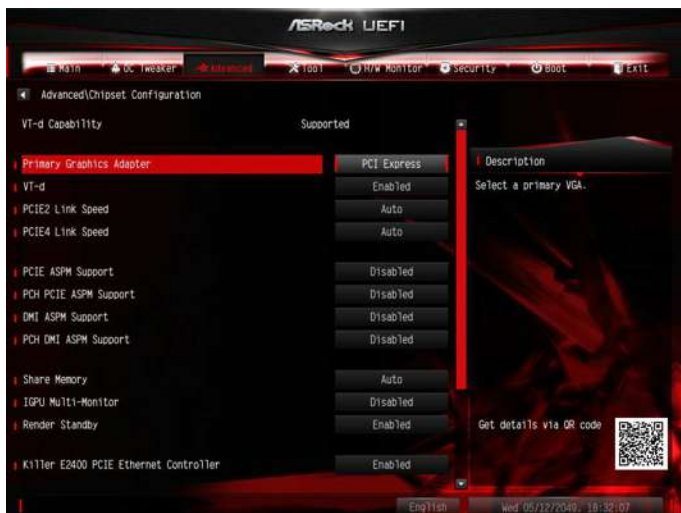 ASRock UEFI
Main OC Tweaker Advanced Tool H/W Monitor Security Boot Exit
Advanced\Chipset Configuration
VT-d Capability Supported
Primary Graphics Adapter PCI Express
VT-d Enabled
PCIE2 Link Speed Auto
PCIE4 Link Speed Auto
PCIE ASPM Support Disabled
PCH PCIE ASPM Support Disabled
DMI ASPM Support Disabled
PCH DMI ASPM Support Disabled
Share Memory Auto
IGPU Multi-Monitor Disabled
Render Standby Enabled
Killer E2400 PCIE Ethernet Controller Enabled
Description
Select a primary VGA.
Get details via QR code
English Wed 05/12/2040, 18:32:07